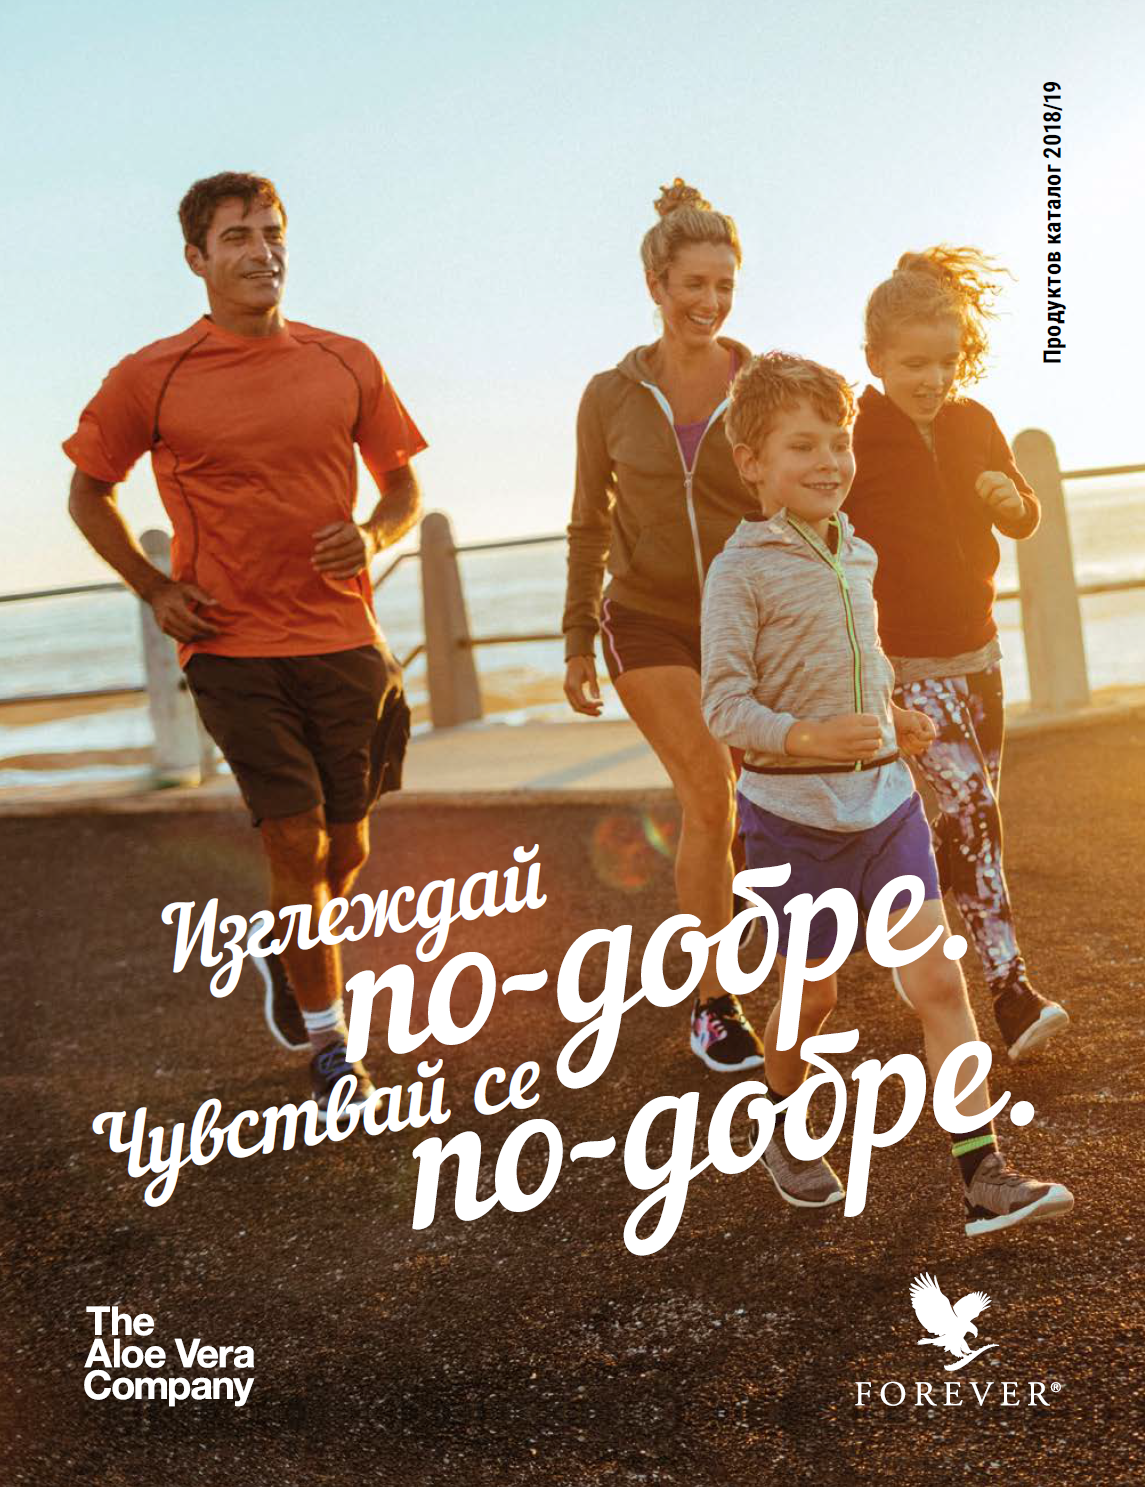 Продуктов каталог 2018/19
Изглеждай
по-добре.
Чувствай се
по-добре.
The
Aloe Vera
Company
FOREVER®